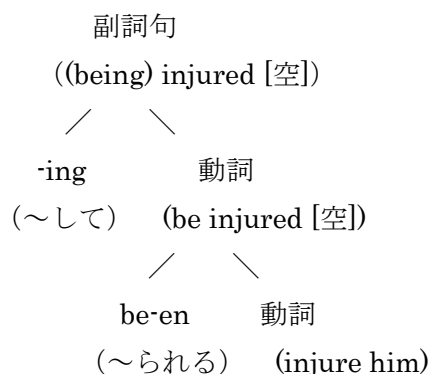 副詞句
((being) injured [空])
-ing 動詞
(~して) (be injured [空])
be-en 動詞
(~られる) (injure him)